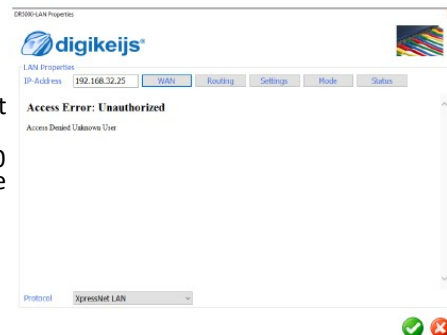 DR5000-LAN Properties
digikeijs®
LAN Properties
IP-Address 192.168.32.25 WAN Routing Settings Mode Status
Access Error: Unauthorized
Access Denied Unknown User
t
0
e
Protocol XpressNet LAN